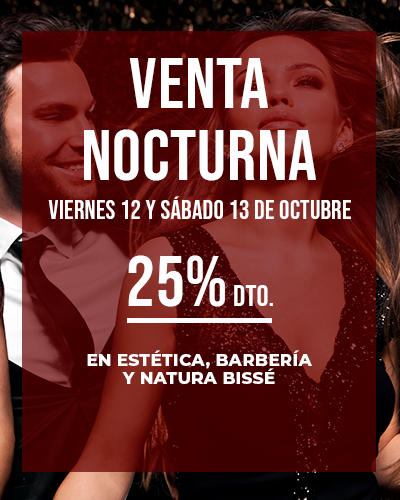 VENTA
NOCTURNA
VIERNES 12 Y SÁBADO 13 DE OCTUBRE
25% DTO.
EN ESTÉTICA, BARBERÍA
Y NATURA BISSÉ